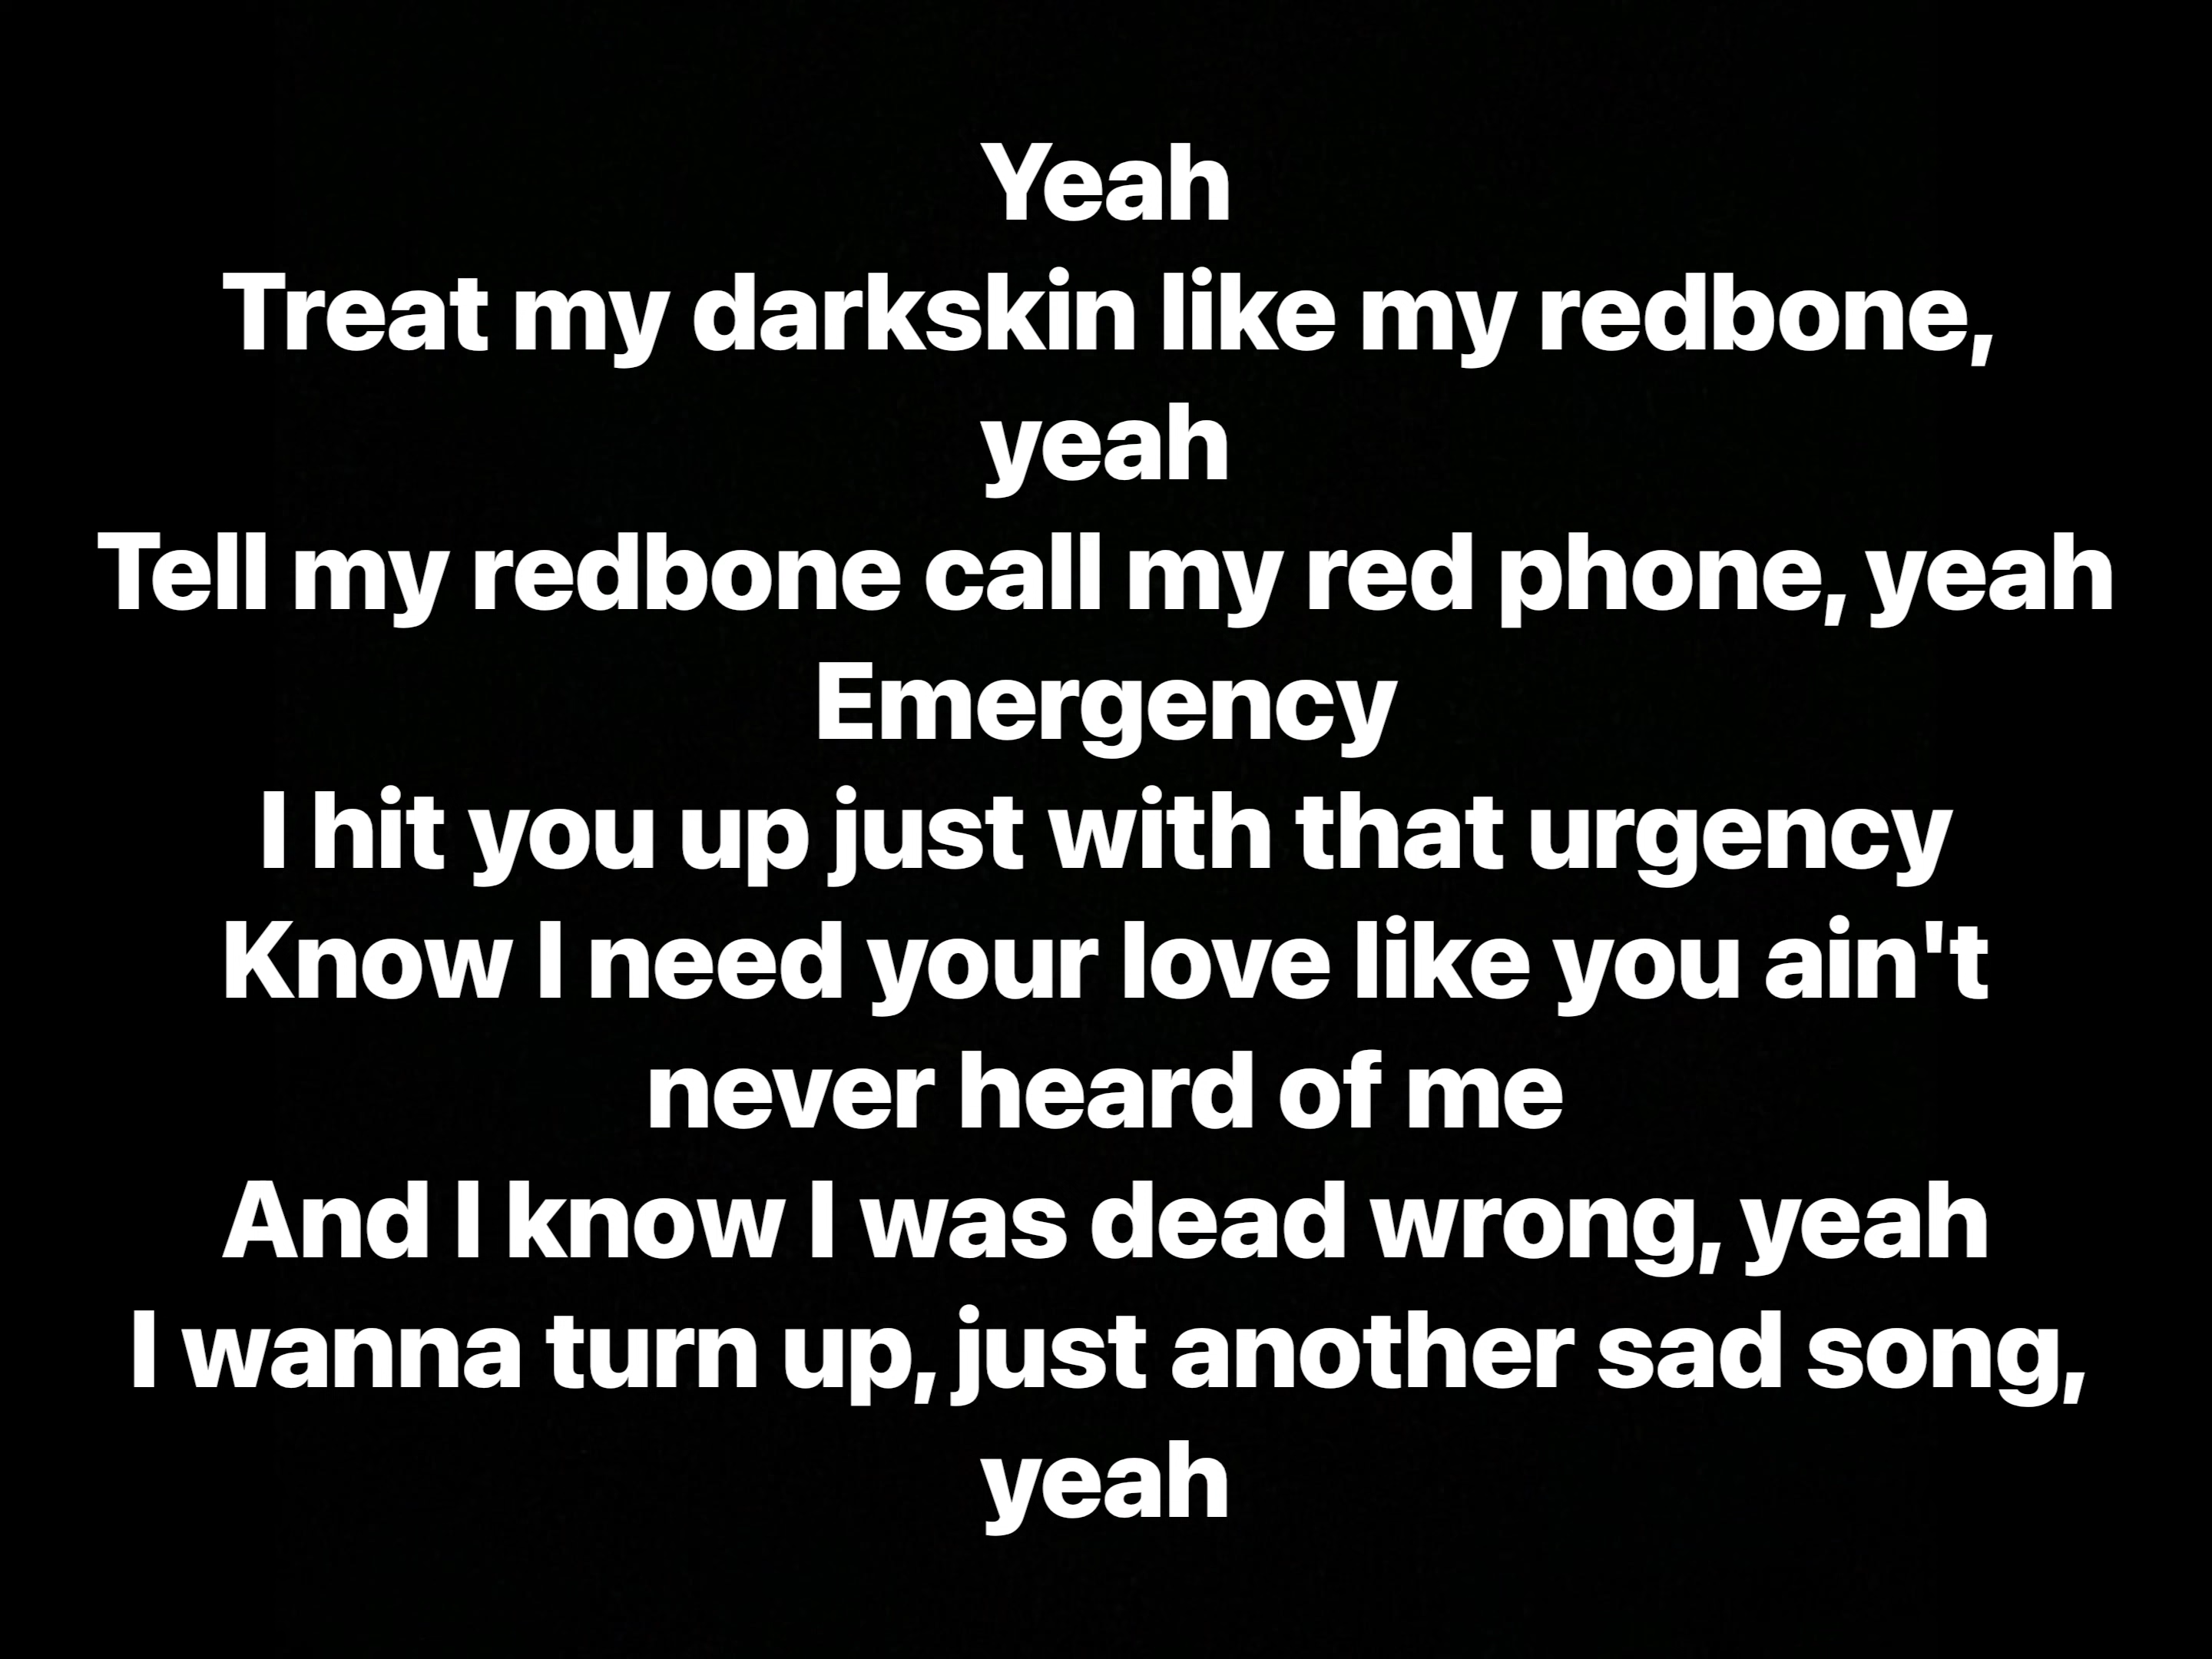 Yeah
Treat my darkskin like my redbone,
yeah
Tell my redbone call my red phone, yeah
Emergency
I hit you up just with that urgency
Know I need your love like you ain't
never heard of me
And I know I was dead wrong, yeah
I wanna turn up, just another sad song,
yeah